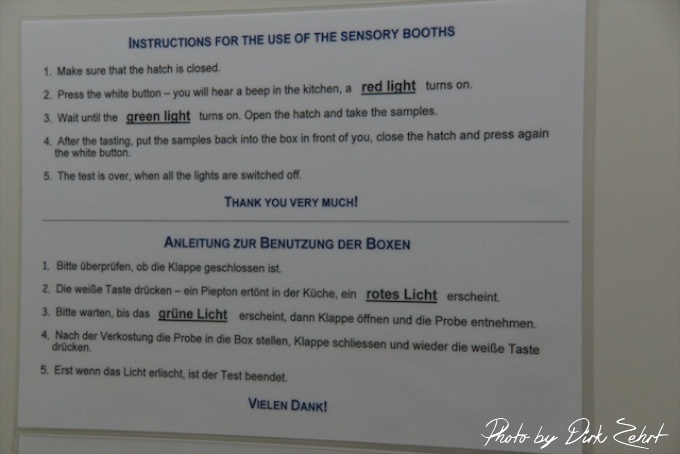 INSTRUCTIONS FOR THE USE OF THE SENSORY BOOTHS
1. Make sure that the hatch is closed.
2. Press the white button – you will hear a beep in the kitchen, a red light turns on.
3. Wait until the green light turns on. Open the hatch and take the samples.
4. After the tasting, put the samples back into the box in front of you, close the hatch and press again
the white button.
5. The test is over, when all the lights are switched off.
THANK YOU VERY MUCH!
ANLEITUNG ZUR BENUTZUNG DER BOXEN
1. Bitte überprüfen, ob die Klappe geschlossen ist.
2. Die weiße Taste drücken – ein Piepton ertönt in der Küche, ein rotes Licht erscheint.
3. Bitte warten, bis das grüne Licht erscheint, dann Klappe öffnen und die Probe entnehmen.
4. Nach der Verkostung die Probe in die Box stellen, Klappe schliessen und wieder die weiße Taste
drücken.
5. Erst wenn das Licht erlischt, ist der Test beendet.
VIELEN DANK!
Photo by Dirk Zehrt